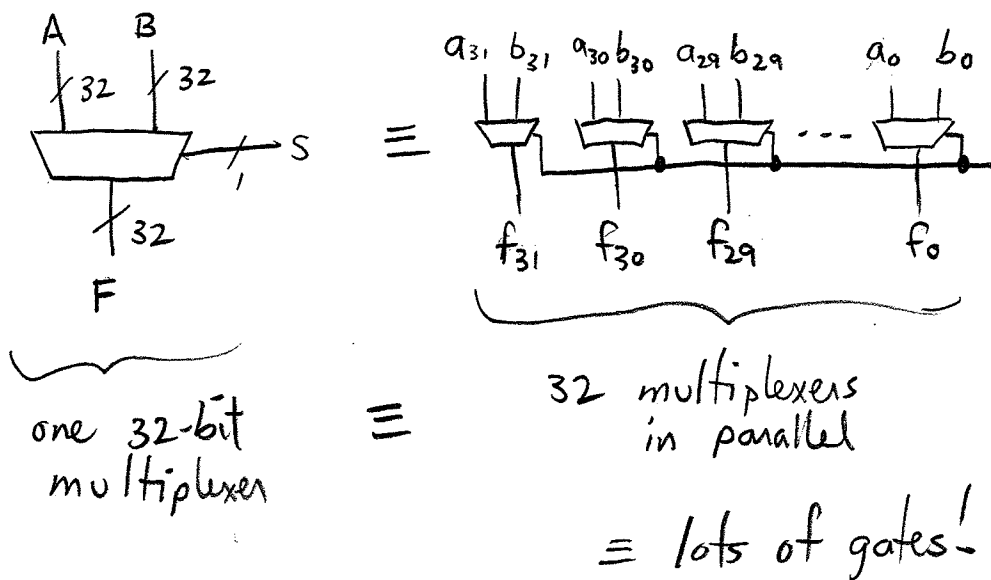 A B
32 32
S
1
32
F
≡
a31 b31 a30 b30 a29 b29 ... a0 b0
f31 f30 f29 f0
one 32-bit
multiplexer
≡
32 multiplexers
in parallel
≡ lots of gates!